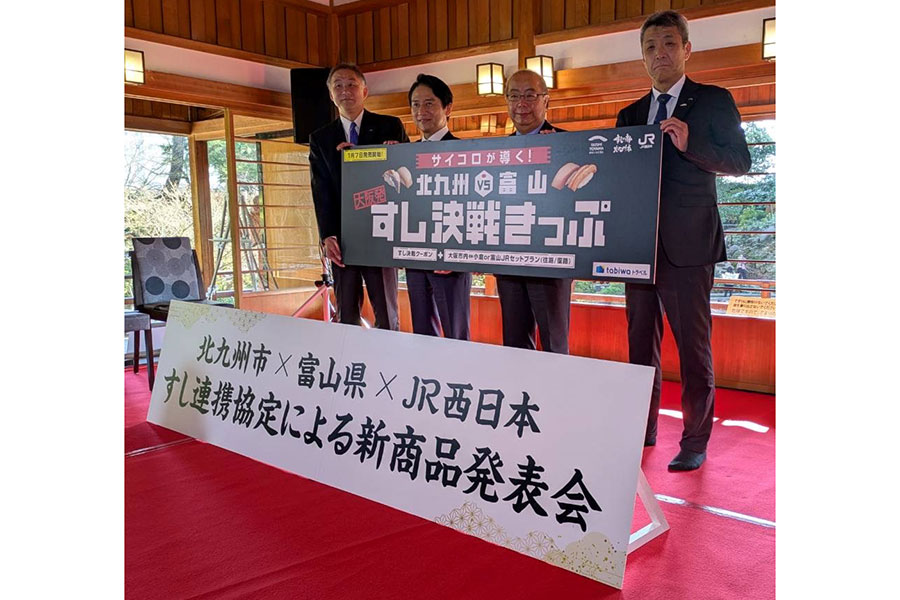 1月7日発売開始!
サイコロが導く!
北九州 VS 富山
大阪発
すし決戦きっぷ
すし決戦クーポン + 大阪市内⇔小倉or富山JRセットプラン(往路/復路)
tabiwaトラベル
JR
北九州市×富山県×JR西日本
すし連携協定による新商品発表会